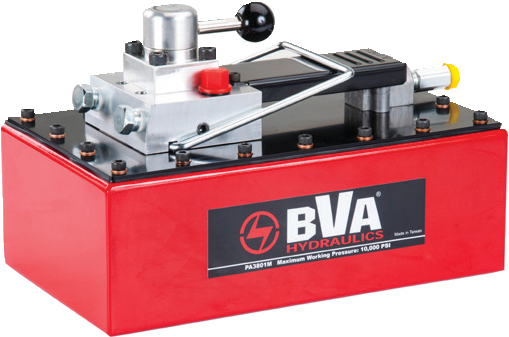 BVA®
HYDRAULICS
Made in Taiwan
PA3801M Maximum Working Pressure: 10,000 PSI